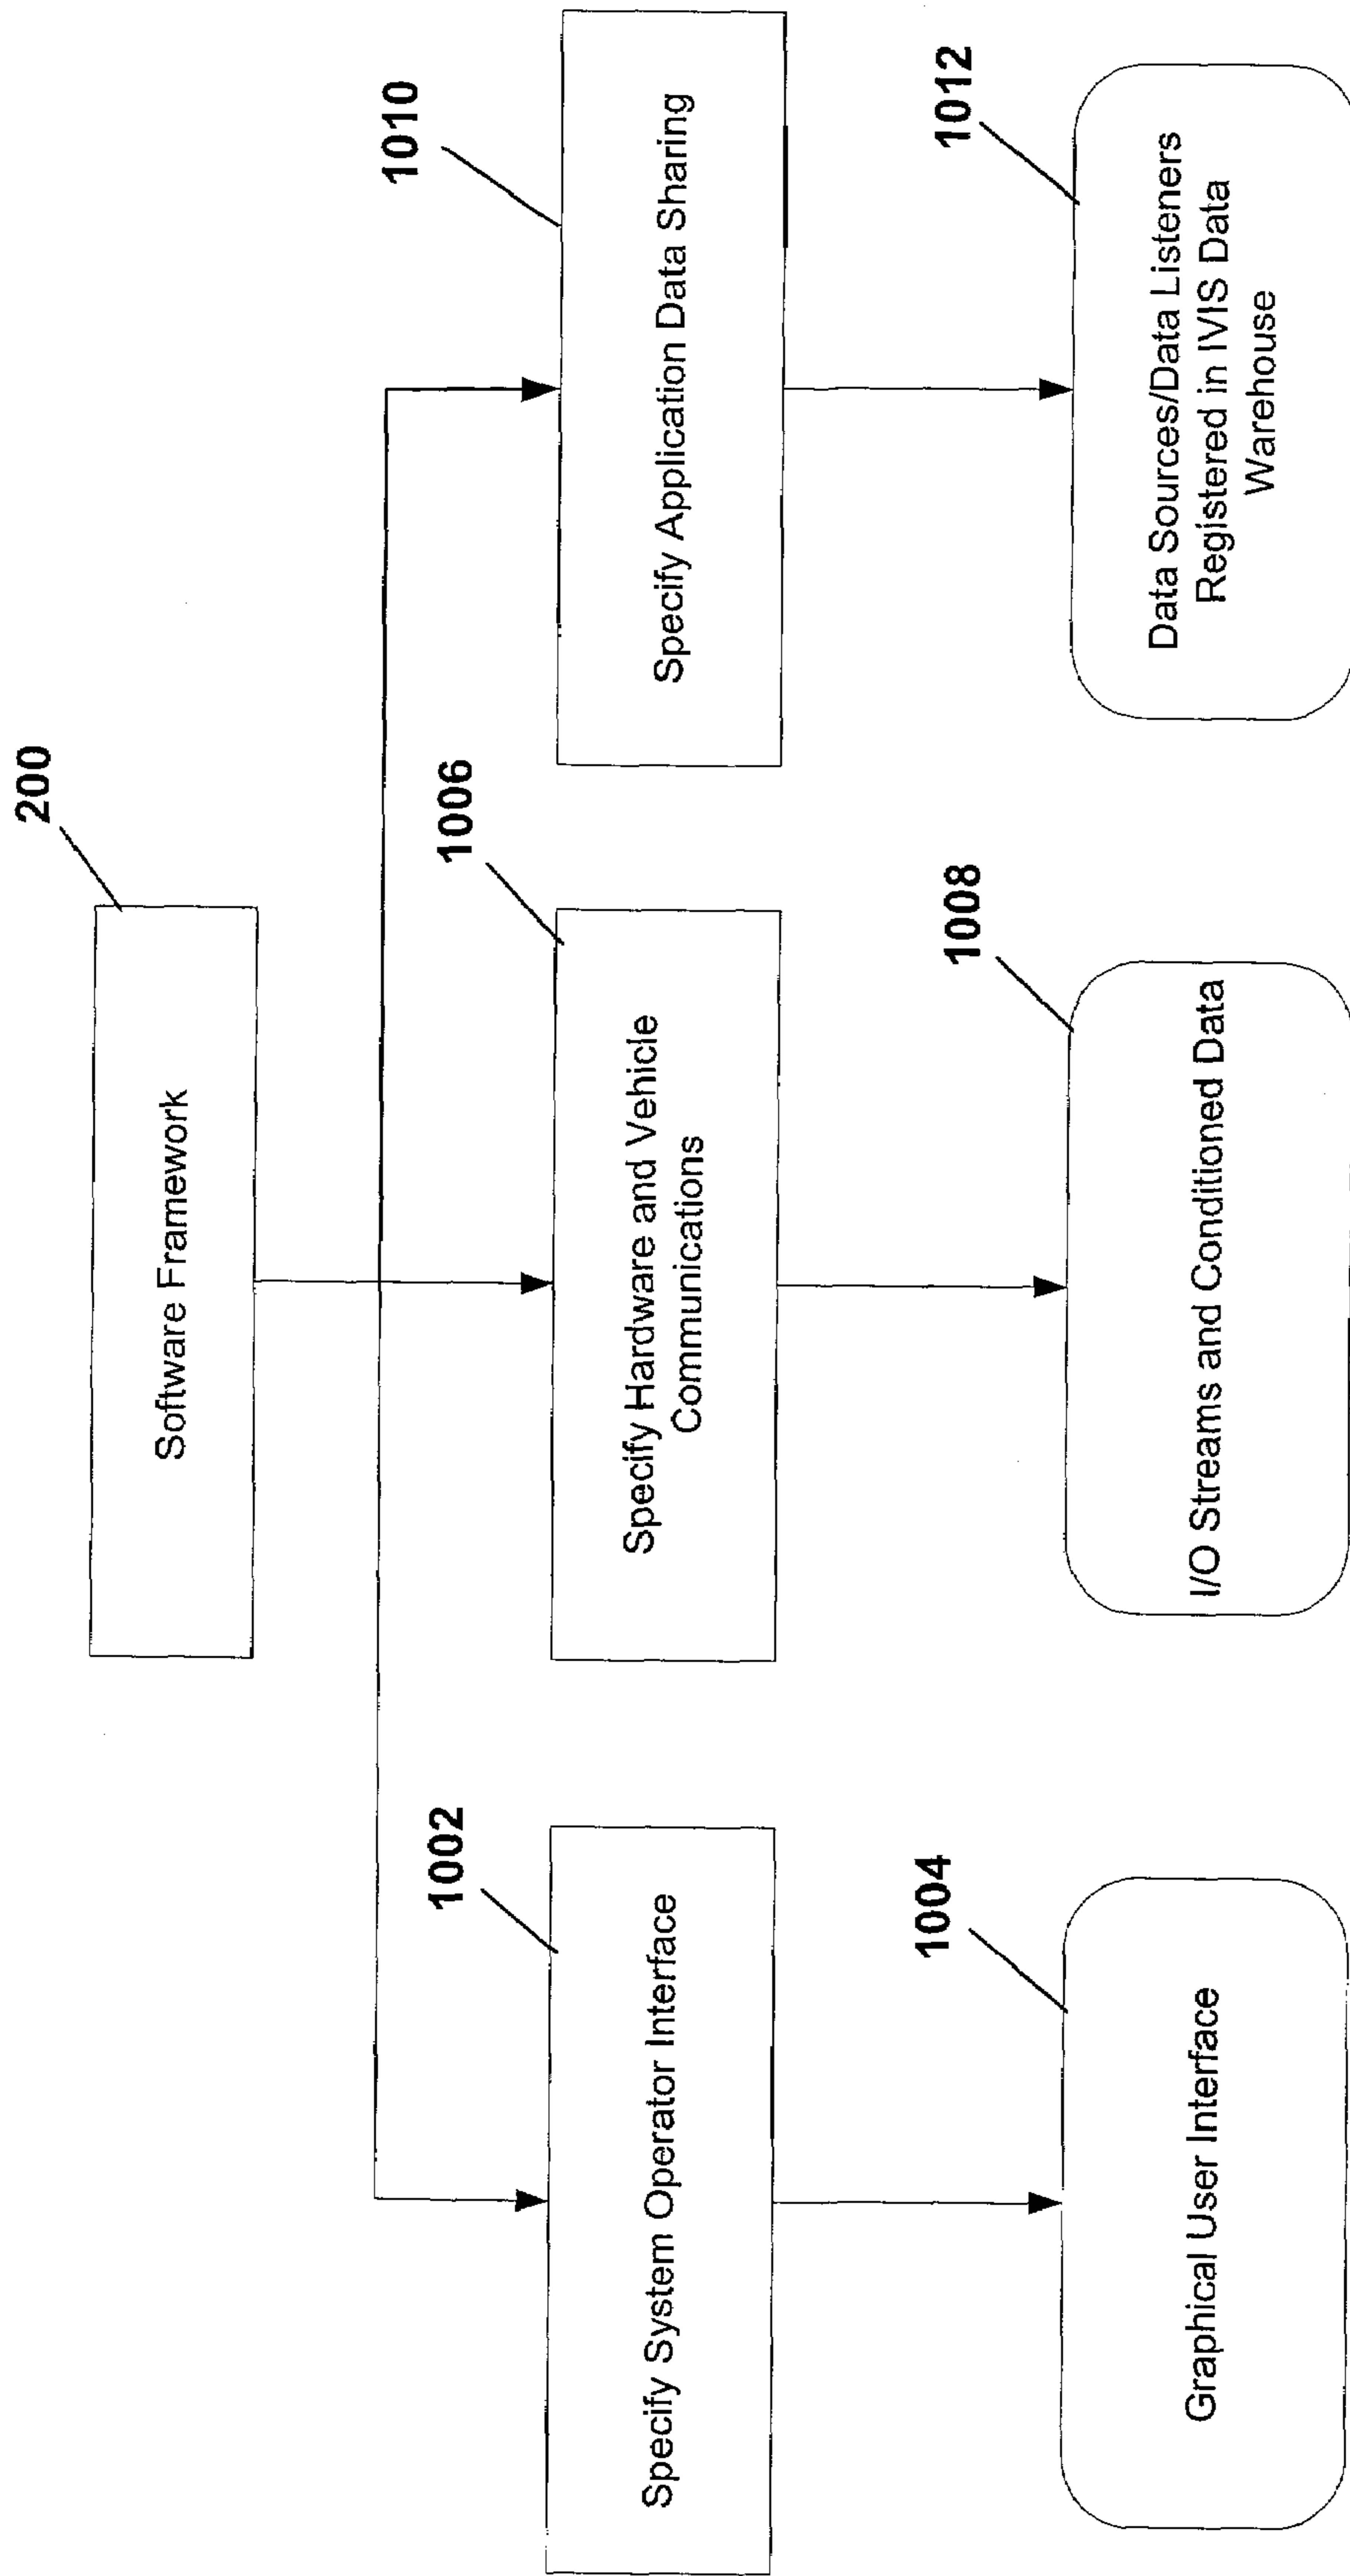 200
Software Framework
1002
Specify System Operator Interface
1006
Specify Hardware and Vehicle
Communications
1010
Specify Application Data Sharing
1004
Graphical User Interface
1008
I/O Streams and Conditioned Data
1012
Data Sources/Data Listeners
Registered in IVIS Data
Warehouse